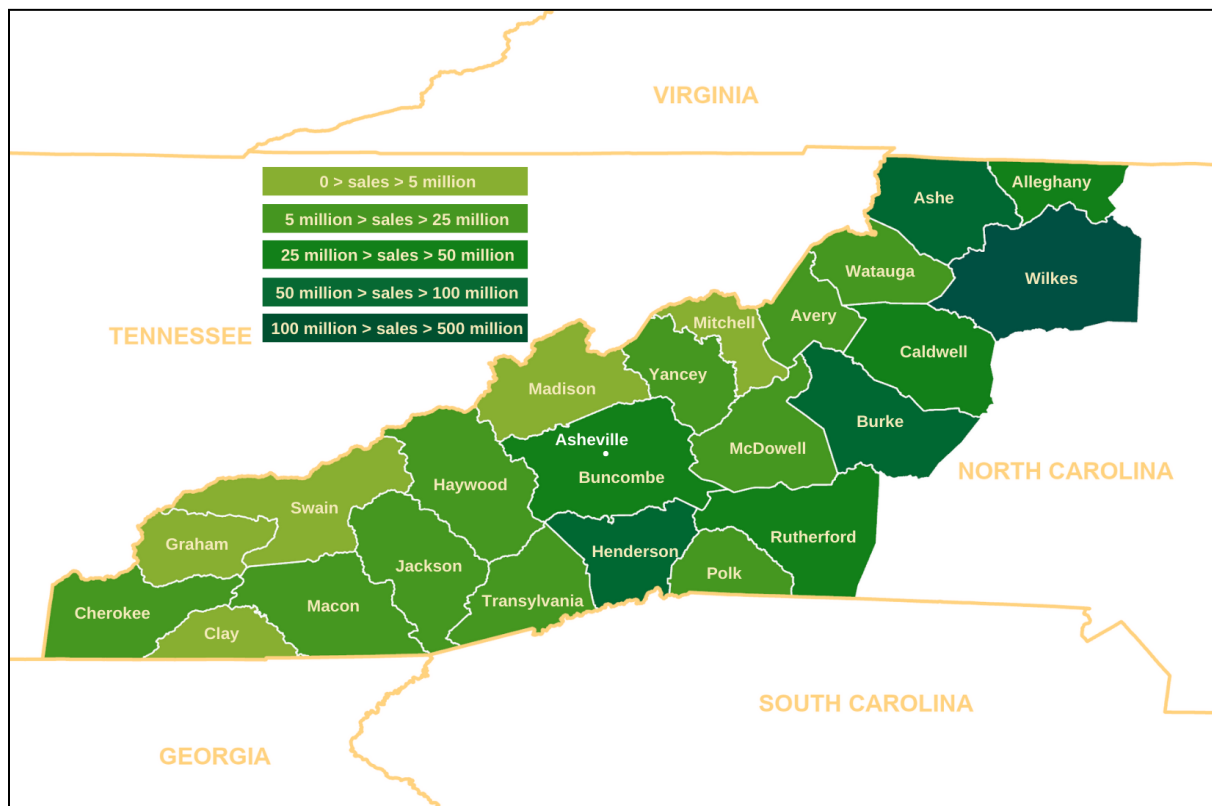 VIRGINIA
0 > sales > 5 million
5 million > sales > 25 million
25 million > sales > 50 million
50 million > sales > 100 million
100 million > sales > 500 million
TENNESSEE
Alleghany
Ashe
Watauga
Wilkes
Mitchell
Avery
Caldwell
Yancey
Madison
Burke
Asheville
McDowell
NORTH CAROLINA
Buncombe
Haywood
Swain
Rutherford
Graham
Henderson
Jackson
Polk
Transylvania
Macon
Cherokee
Clay
SOUTH CAROLINA
GEORGIA